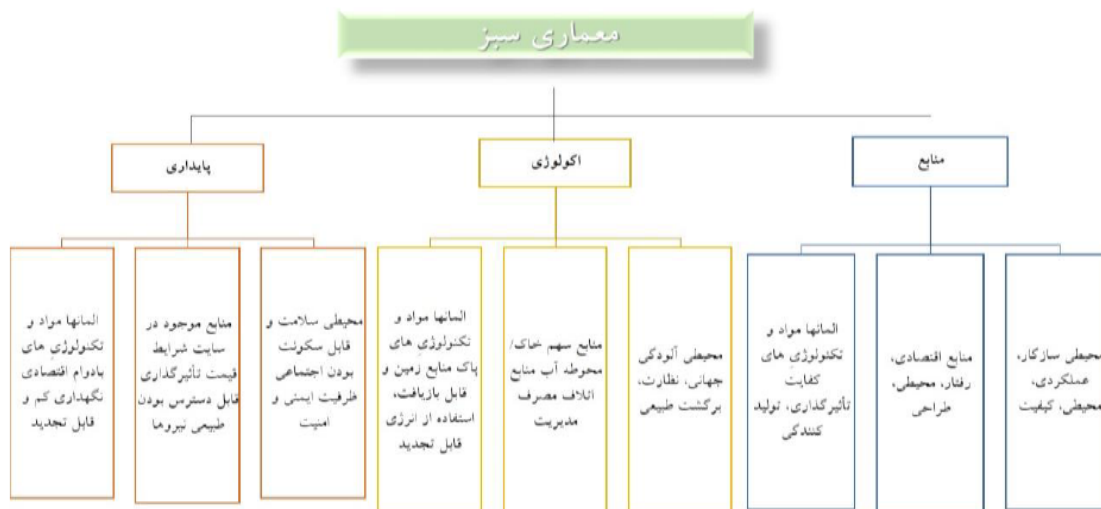 معماری سبز
منابع
اکولوژی
پایداری
محیطی سازگار،
عملکردی،
محیطی، کیفیت
منابع اقتصادی،
رفتار، محیطی،
طراحی
المانها مواد و
تکنولوژی های
کفایت
تأثیرگذاری، تولید
کنندگی
محیطی آلودگی
جهانی، نظارت،
برگشت طبیعی
منابع سهم خاک/
محوطه آب منابع
اتلاف مصرف
مدیریت
المانها مواد و
تکنولوژی های
پاک منابع زمین و
قابل بازیافت،
استفاده از انرژی
قابل تجدید
محیطی سلامت و
قابل سکونت
بودن اجتماعی
ظرفیت ایمنی و
امنیت
منابع موجود در
سایت شرایط
قیمت تأثیرگذاری
قابل دسترس بودن
طبیعی نیروها
المانها مواد و
تکنولوژی های
بادوام اقتصادی
نگهداری کم و
قابل تجدید